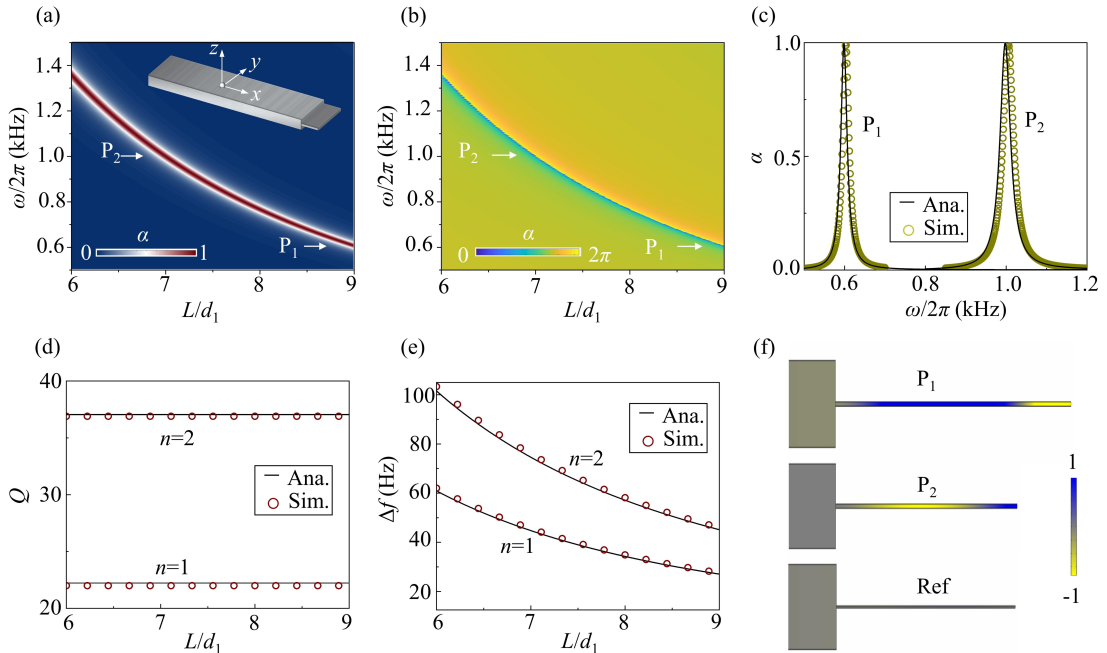 (a)
1.4
1.2
1.0
0.8
0.6
ω/2π (kHz)
z
y
x
P2
P1
α
0
1
6
7
8
9
L/d1
(b)
1.4
1.2
1.0
0.8
0.6
ω/2π (kHz)
P2
P1
α
0
2π
6
7
8
9
L/d1
(c)
1.0
0.5
0.0
α
P1
P2
Ana.
Sim.
0.6
0.8
1.0
1.2
ω/2π (kHz)
(d)
40
30
20
Q
n=2
Ana.
Sim.
n=1
6
7
8
9
L/d1
(e)
100
80
60
40
20
Δf (Hz)
Ana.
Sim.
n=2
n=1
6
7
8
9
L/d1
(f)
P1
P2
Ref
1
-1